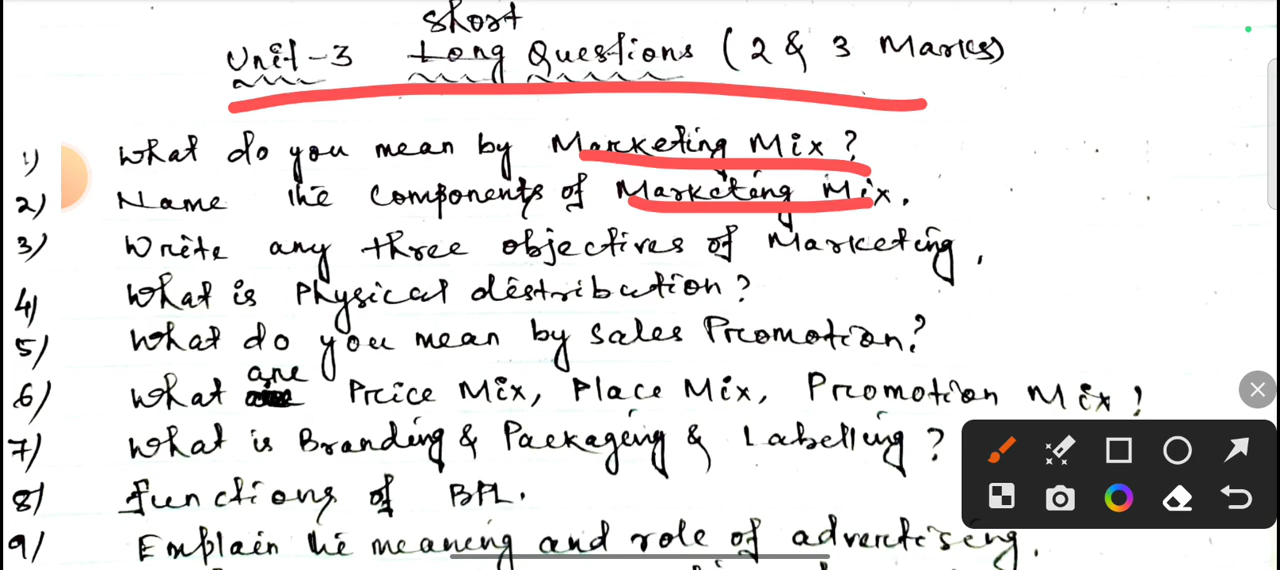 Short
Unit-3 Long Questions (2 & 3 Marks)
1) What do you mean by Marketing Mix?
2) Name the components of Marketing Mix.
3) Write any three objectives of Marketing.
4) What is Physical distribution?
5) What do you mean by Sales Promotion?
6) What are Price Mix, Place Mix, Promotion Mix!
7) What is Branding & Packaging & Labelling?
8) functions of BPL.
9) Explain the meaning and role of advertising.